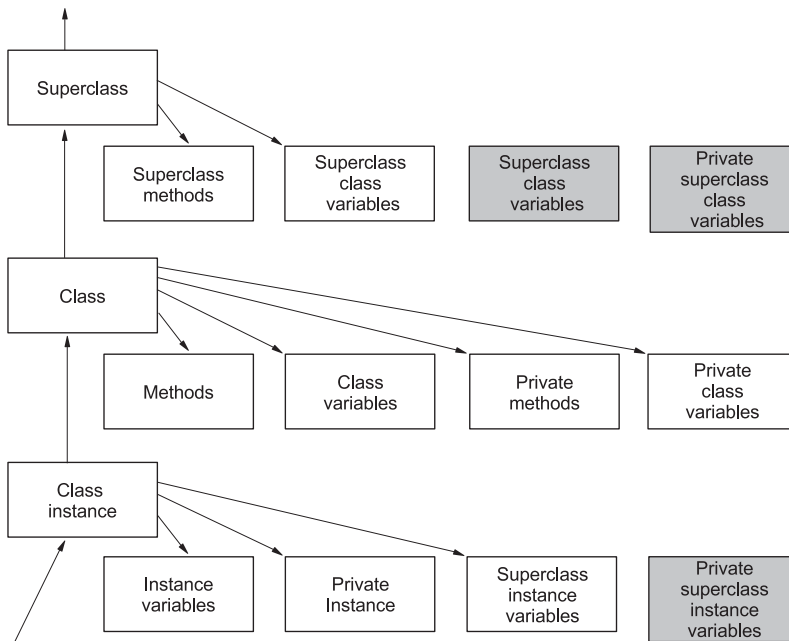 Superclass
Superclass
methods
Superclass
class
variables
Superclass
class
variables
Private
superclass
class
variables
Class
Methods
Class
variables
Private
methods
Private
class
variables
Class
instance
Instance
variables
Private
Instance
Superclass
instance
variables
Private
superclass
instance
variables